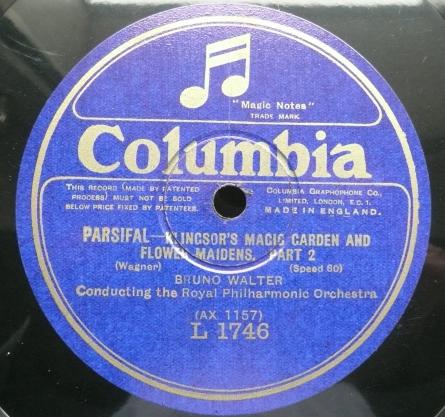 "Magic Notes"
TRADE MARK.
Columbia
THIS RECORD (MADE BY PATENTED
PROCESS) MUST NOT BE SOLD
BELOW PRICE FIXED BY PATENTEES.
COLUMBIA GRAPHOPHONE CO.
LIMITED, LONDON, E.C. 1.
MADE IN ENGLAND.
PARSIFAL—KLINGSOR'S MAGIC GARDEN AND
FLOWER MAIDENS. PART 2
(Wagner) (Speed 80)
BRUNO WALTER
Conducting the Royal Philharmonic Orchestra
(AX 1157)
L 1746